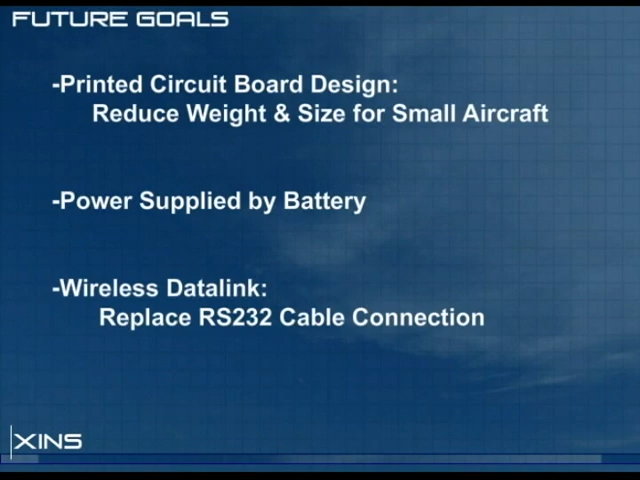 FUTURE GOALS
-Printed Circuit Board Design:
Reduce Weight & Size for Small Aircraft
-Power Supplied by Battery
-Wireless Datalink:
Replace RS232 Cable Connection
XINS